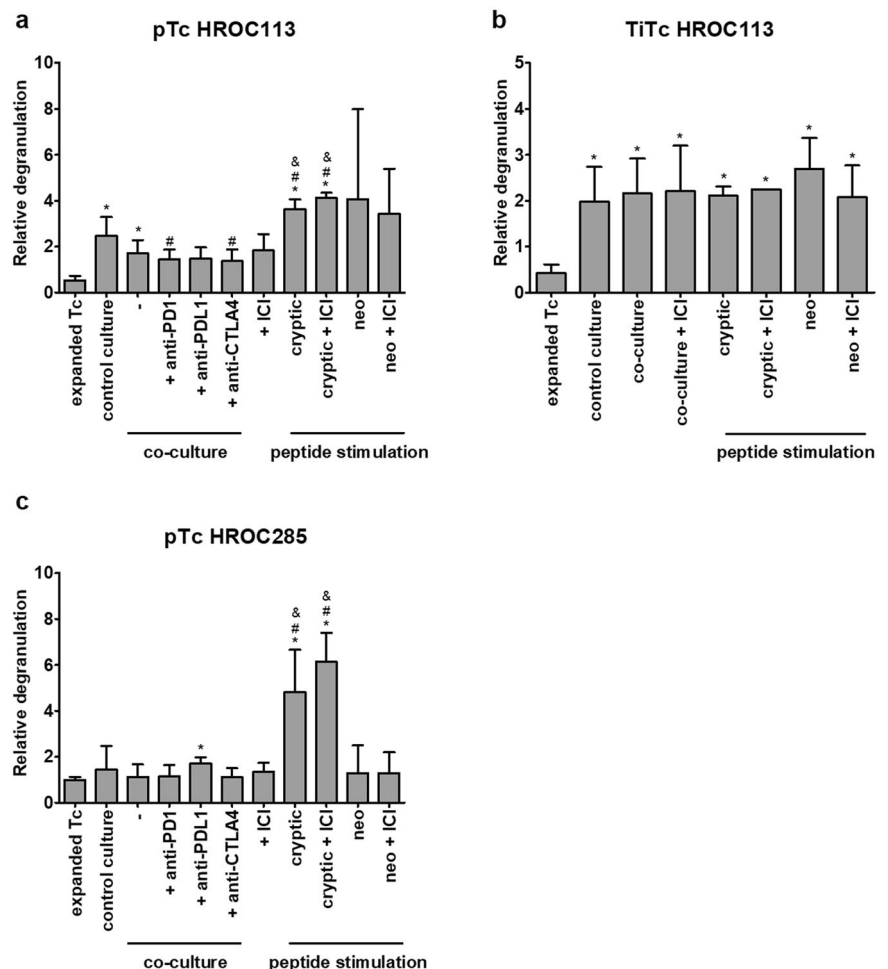 a
pTc HROC113
Relative degranulation
10
8
6
4
2
0
*
*
#
#
&
#
*
&
#
*
expanded Tc
control culture
-
+ anti-PD1
+ anti-PDL1
+ anti-CTLA4
+ ICI
cryptic
cryptic + ICI
neo
neo + ICI
co-culture
peptide stimulation
b
TiTc HROC113
Relative degranulation
5
4
3
2
1
0
*
*
*
*
*
*
*
expanded Tc
control culture
co-culture
co-culture + ICI
cryptic
cryptic + ICI
neo
neo + ICI
peptide stimulation
c
pTc HROC285
Relative degranulation
10
8
6
4
2
0
*
&
#
*
&
#
*
expanded Tc
control culture
-
+ anti-PD1
+ anti-PDL1
+ anti-CTLA4
+ ICI
cryptic
cryptic + ICI
neo
neo + ICI
co-culture
peptide stimulation